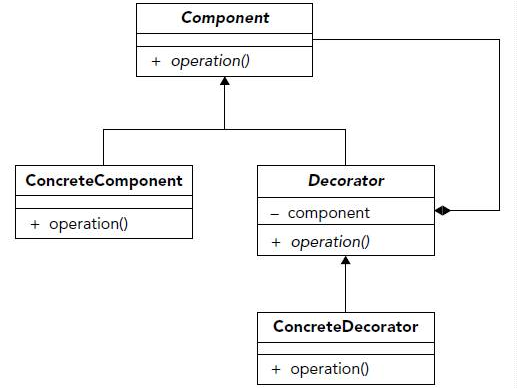 Component
+ operation()
ConcreteComponent
+ operation()
Decorator
– component
+ operation()
ConcreteDecorator
+ operation()